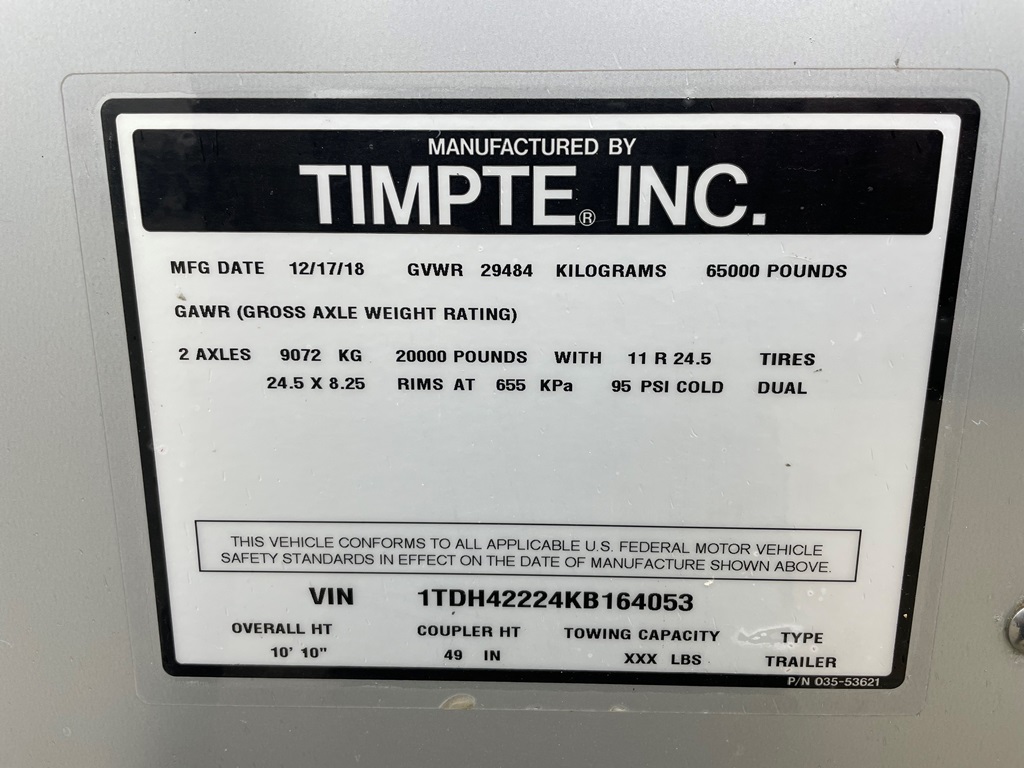 MANUFACTURED BY
TIMPTE® INC.
MFG DATE 12/17/18 GVWR 29484 KILOGRAMS 65000 POUNDS
GAWR (GROSS AXLE WEIGHT RATING)
2 AXLES 9072 KG 20000 POUNDS WITH 11 R 24.5 TIRES
24.5 X 8.25 RIMS AT 655 KPa 95 PSI COLD DUAL
THIS VEHICLE CONFORMS TO ALL APPLICABLE U.S. FEDERAL MOTOR VEHICLE
SAFETY STANDARDS IN EFFECT ON THE DATE OF MANUFACTURE SHOWN ABOVE.
VIN 1TDH42224KB164053
OVERALL HT COUPLER HT TOWING CAPACITY TYPE
10' 10" 49 IN XXX LBS TRAILER
P/N 035-53621